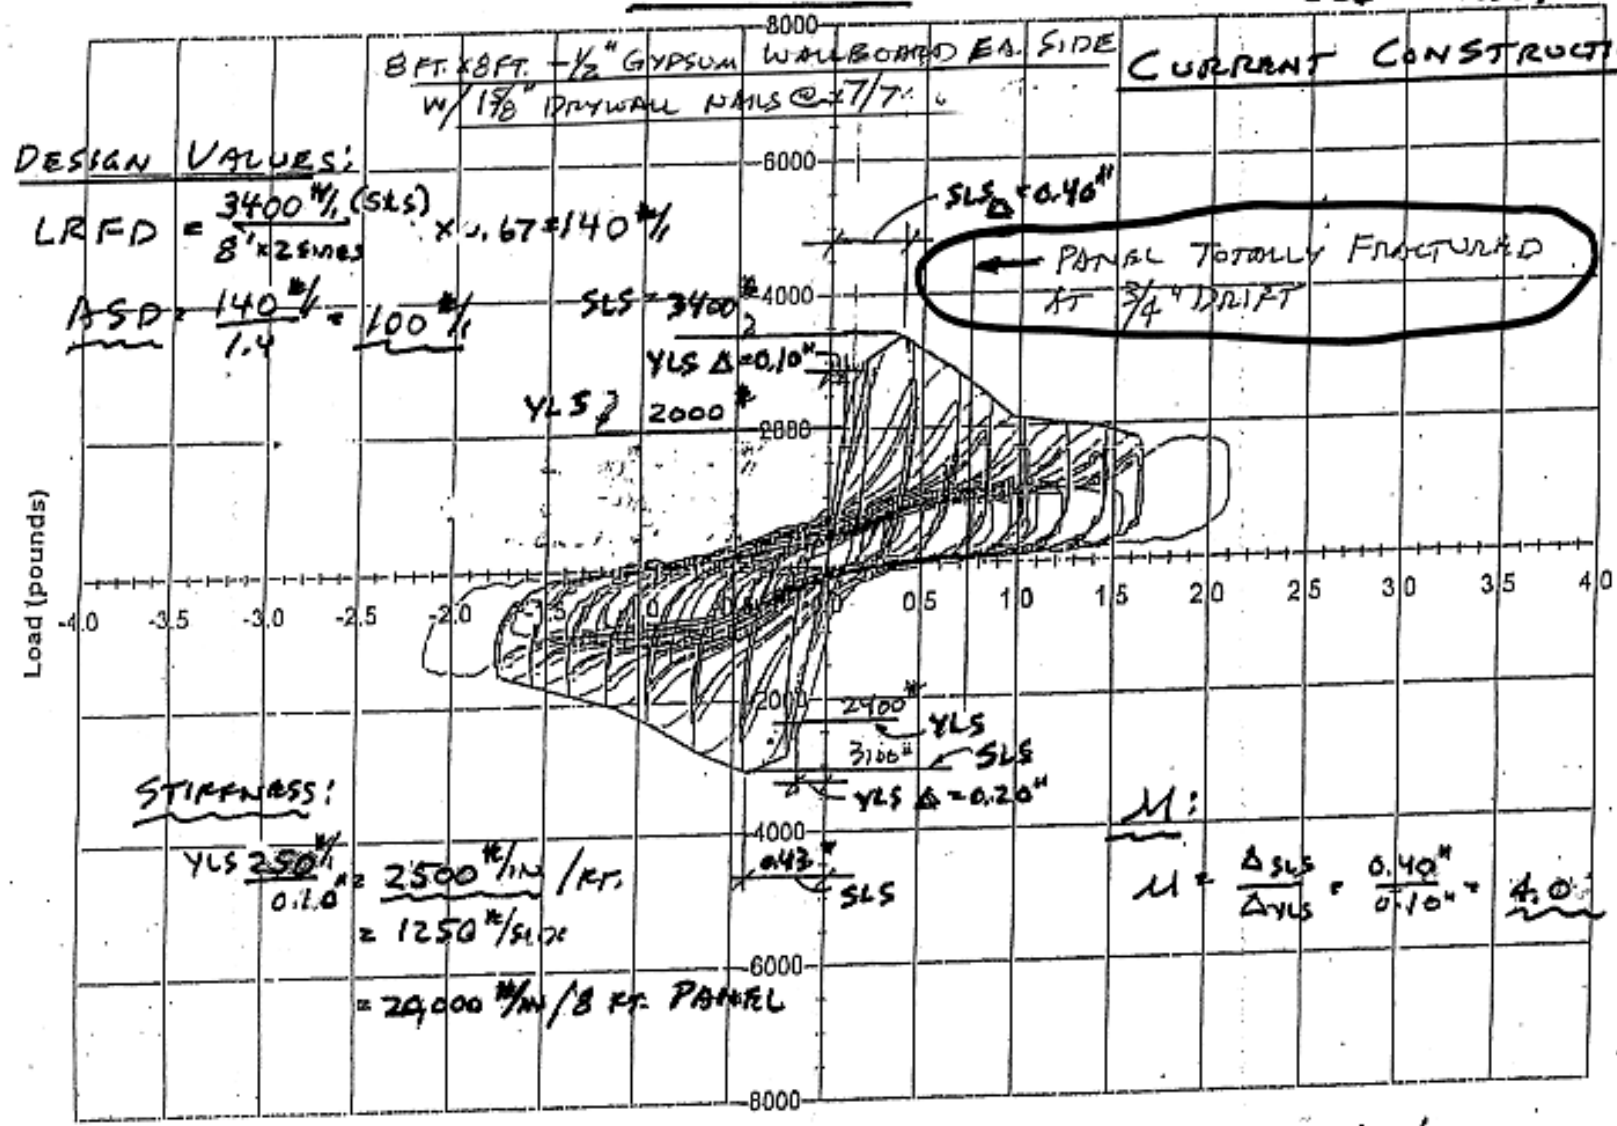 8000
8 FT. X 8 FT. - 1/2" GYPSUM WALLBOARD EA. SIDE
W/ 1 5/8" DRYWALL NAILS @ 7/7
CURRENT CONSTRUCTI
6000
DESIGN VALUES:
LRFD = 3400 #/, (SLS) / 8' x 2 SIDES x 0.67 = 140 #/,
SLS Δ = 0.40"
PANEL TOTALLY FRACTURED
AT 3/4" DRIFT
ASD = 140 #/, / 1.4 = 100 #/,
SLS = 3400 #
4000
YLS Δ = 0.10"
YLS 2000 #
2000
Load (pounds)
-4.0 -3.5 -3.0 -2.5 -2.0 0.5 1.0 1.5 2.0 2.5 3.0 3.5 4.0
2000
2400 #
YLS
3100 #
SLS
YLS Δ = 0.20"
STIFFNESS:
-4000
YLS 250 #/, / 0.10" = 2500 #/IN / FT.
= 1250 #/SIDE
= 20,000 #/IN / 8 FT. PANEL
0.43"
SLS
μ:
μ = Δ SLS / Δ YLS = 0.40" / 0.10" = 4.0
-6000
-8000